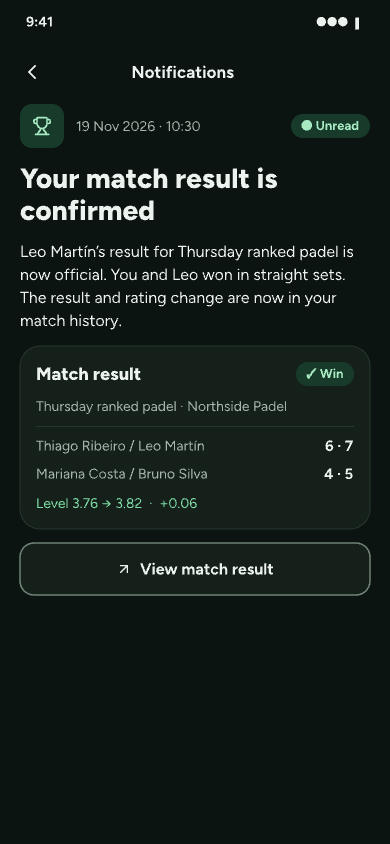 9:41
Notifications
19 Nov 2026 · 10:30
Unread
Your match result is
confirmed
Leo Martín’s result for Thursday ranked padel is
now official. You and Leo won in straight sets.
The result and rating change are now in your
match history.
Match result
✓ Win
Thursday ranked padel · Northside Padel
Thiago Ribeiro / Leo Martín 6 · 7
Mariana Costa / Bruno Silva 4 · 5
Level 3.76 → 3.82 · +0.06
View match result